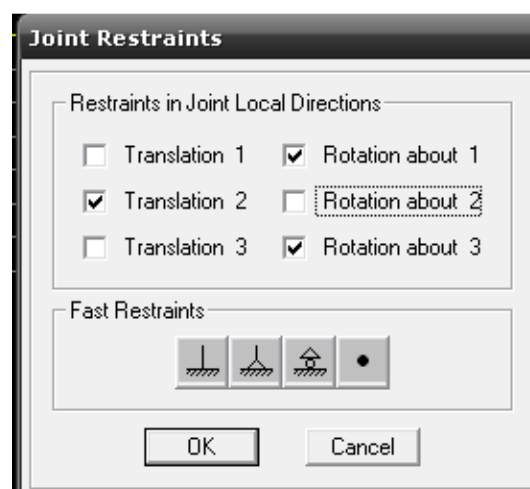 Joint Restraints
Restraints in Joint Local Directions
Translation 1 Rotation about 1
Translation 2 Rotation about 2
Translation 3 Rotation about 3
Fast Restraints
OK Cancel